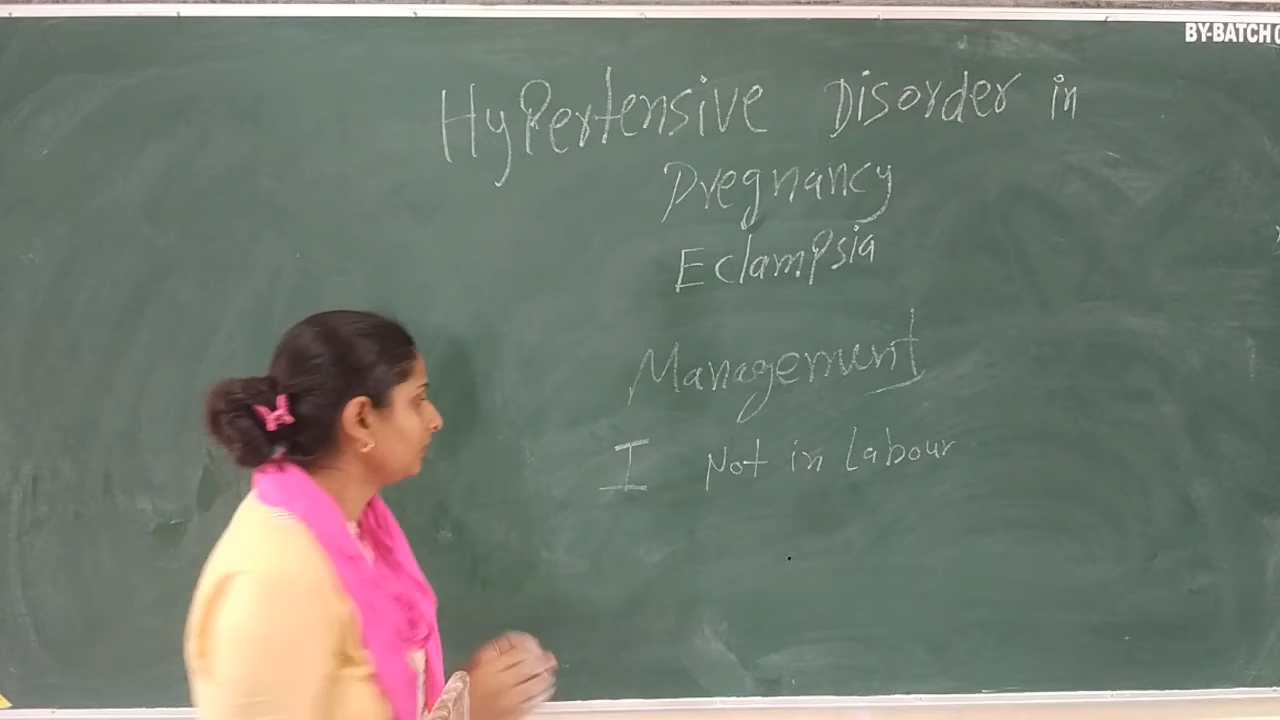 BY-BATCH
HyPertensive Disorder in
Pregnancy
EclamPsia
Management
I Not in Labour